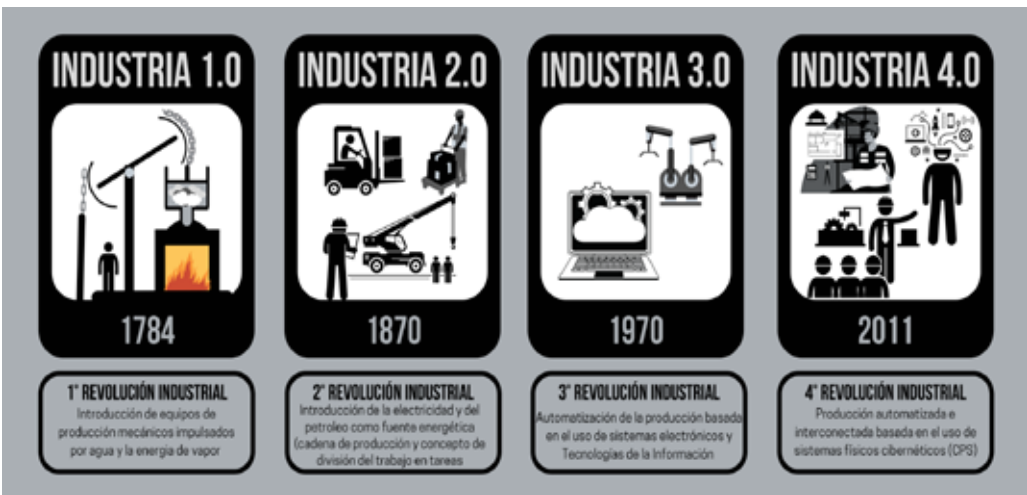 INDUSTRIA 1.0
1784
1° REVOLUCIÓN INDUSTRIAL
Introducción de equipos de
producción mecánicos impulsados
por agua y la energía de vapor
INDUSTRIA 2.0
1870
2° REVOLUCIÓN INDUSTRIAL
Introducción de la electricidad y del
petroleo como fuente energética
(cadena de producción y concepto de
división del trabajo en tareas
INDUSTRIA 3.0
1970
3° REVOLUCIÓN INDUSTRIAL
Automatización de la producción basada
en el uso de sistemas electrónicos y
Tecnologías de la Información
INDUSTRIA 4.0
2011
4° REVOLUCIÓN INDUSTRIAL
Producción automatizada e
interconectada basada en el uso de
sistemas físicos cibernéticos (CPS)